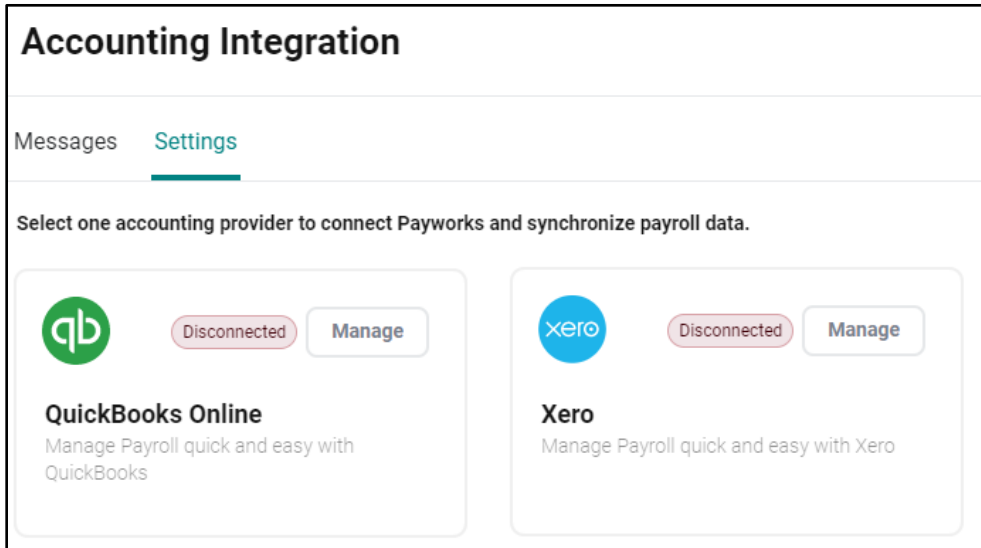 Accounting Integration
Messages Settings
Select one accounting provider to connect Payworks and synchronize payroll data.
qb Disconnected Manage
QuickBooks Online
Manage Payroll quick and easy with
QuickBooks
xero Disconnected Manage
Xero
Manage Payroll quick and easy with Xero